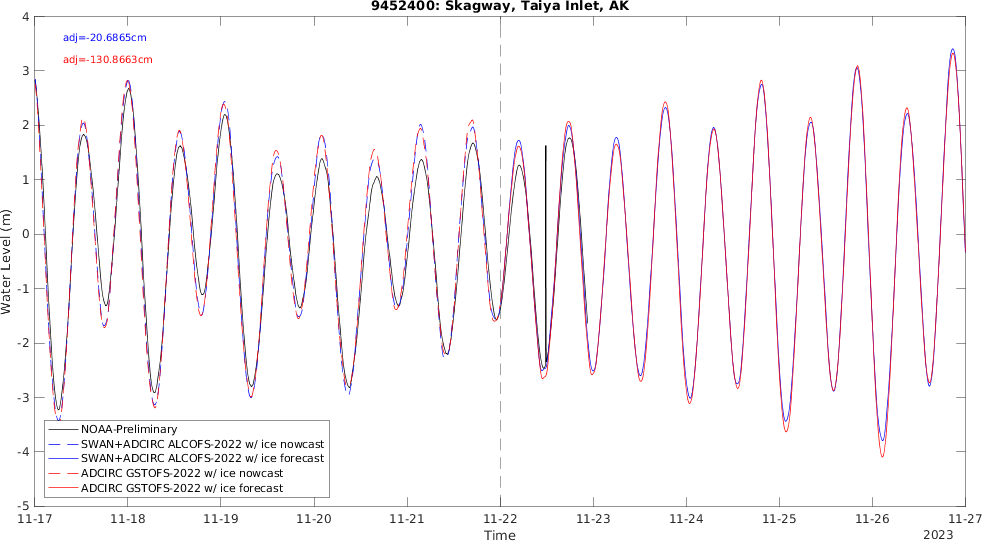 9452400: Skagway, Taiya Inlet, AK
adj=-20.6865cm
adj=-130.8663cm
4
3
2
1
0
-1
-2
-3
-4
-5
Water Level (m)
NOAA-Preliminary
SWAN+ADCIRC ALCOFS-2022 w/ ice nowcast
SWAN+ADCIRC ALCOFS-2022 w/ ice forecast
ADCIRC GSTOFS-2022 w/ ice nowcast
ADCIRC GSTOFS-2022 w/ ice forecast
11-17 11-18 11-19 11-20 11-21 11-22 11-23 11-24 11-25 11-26 11-27
Time
2023